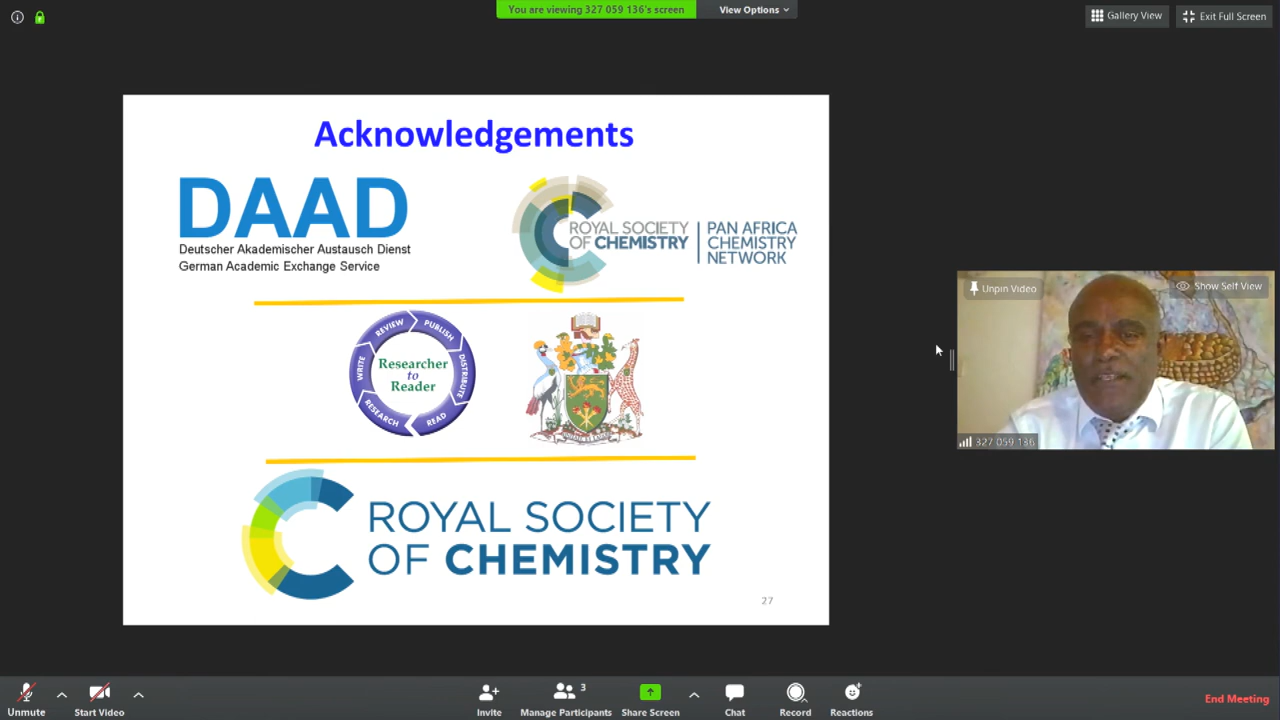 You are viewing 327 059 136's screen
View Options
Gallery View
Exit Full Screen
Acknowledgements
DAAD
Deutscher Akademischer Austausch Dienst
German Academic Exchange Service
ROYAL SOCIETY
OF CHEMISTRY
PAN AFRICA
CHEMISTRY
NETWORK
REVIEW
PUBLISH
DISTRIBUTE
READ
RESEARCH
WRITE
Researcher
to
Reader
ROYAL SOCIETY
OF CHEMISTRY
27
Unpin Video
Show Self View
327 059 136
Unmute
Start Video
Invite
3
Manage Participants
Share Screen
Chat
Record
Reactions
End Meeting